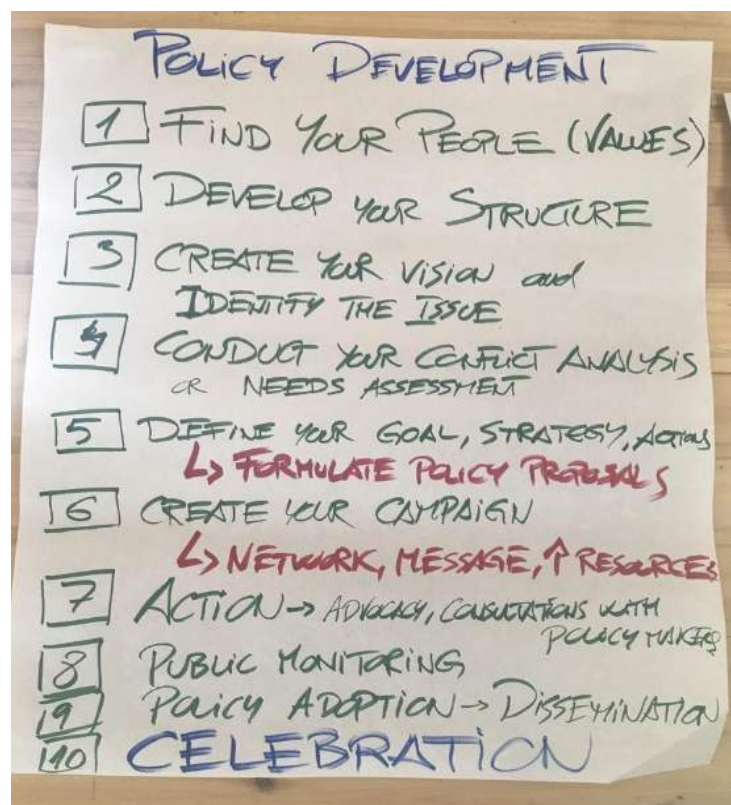 POLICY DEVELOPMENT
1 FIND YOUR PEOPLE (VALUES)
2 DEVELOP YOUR STRUCTURE
3 CREATE YOUR VISION and
IDENTIFY THE ISSUE
4 CONDUCT YOUR CONFLICT ANALYSIS
OR NEEDS ASSESSMENT
5 DEFINE YOUR GOAL, STRATEGY, ACTIONS
↳ FORMULATE POLICY PROPOSALS
6 CREATE YOUR CAMPAIGN
↳ NETWORK, MESSAGE, ↑ RESOURCES
7 ACTION → ADVOCACY, CONSULTATIONS WITH
POLICY MAKERS
8 PUBLIC MONITORING
9 POLICY ADOPTION → DISSEMINATION
10 CELEBRATION